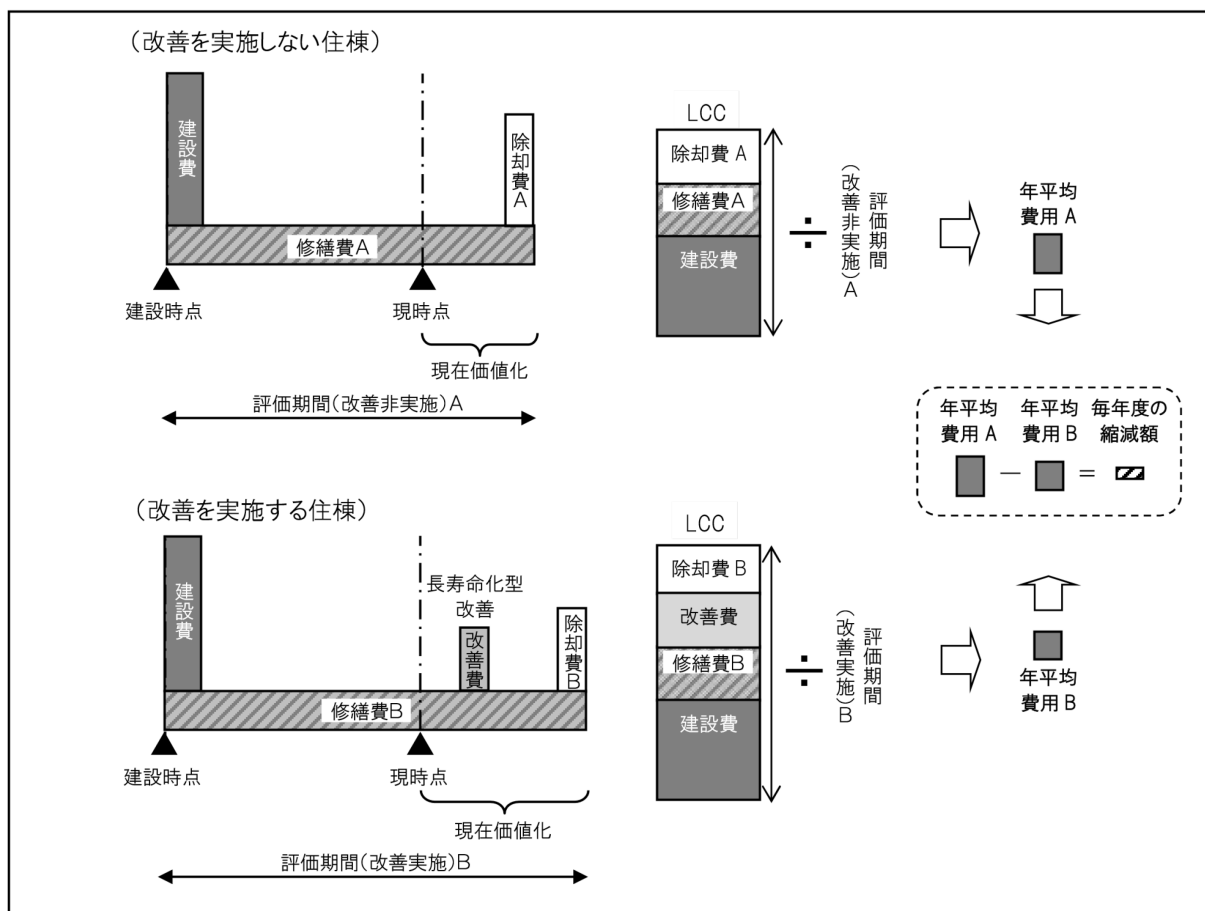 （改善を実施しない住棟）
建設費
除却費A
修繕費A
建設時点
現時点
現在価値化
評価期間（改善非実施）A
LCC
除却費 A
修繕費A
建設費
÷
評価期間
（改善非実施）A
年平均
費用 A
年平均
費用 A
－
年平均
費用 B
＝
毎年度の
縮減額
（改善を実施する住棟）
建設費
長寿命化型
改善
改善費
除却費B
修繕費B
建設時点
現時点
現在価値化
評価期間（改善実施）B
LCC
除却費 B
改善費
修繕費B
建設費
÷
評価期間
（改善実施）B
年平均
費用 B